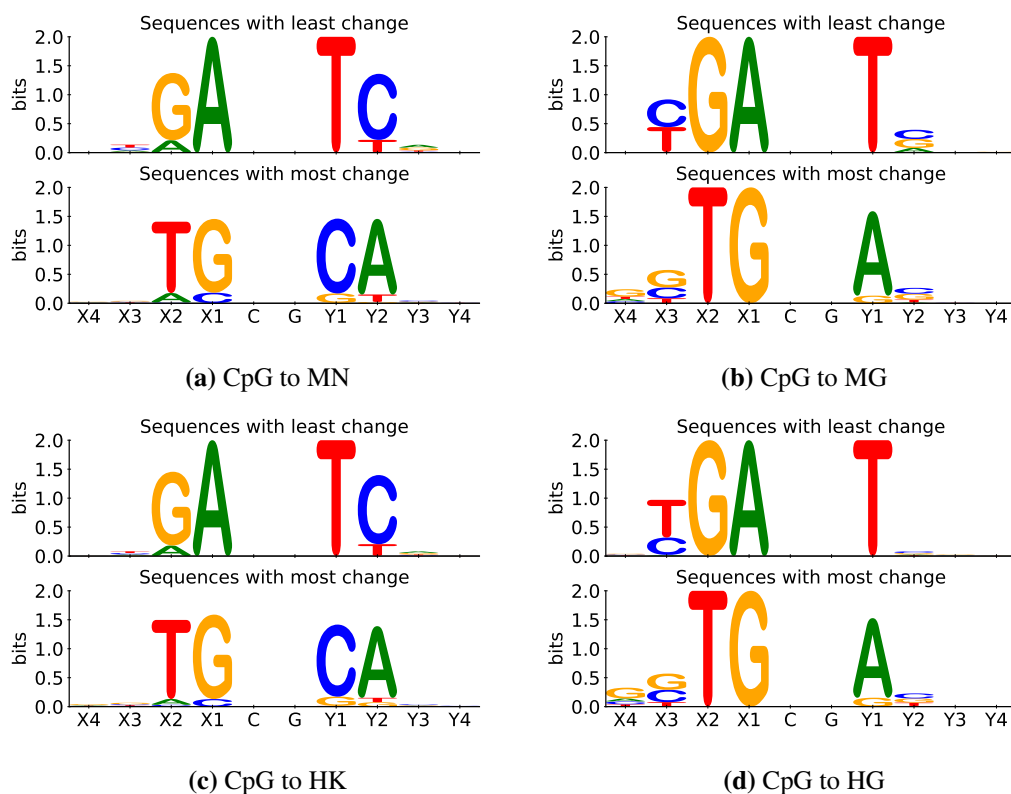 Sequences with least change
2.0
1.5
1.0
0.5
0.0
bits
G A T C
T C A A T T A G
Sequences with most change
2.0
1.5
1.0
0.5
0.0
bits
T G C A
A C G T
X4 X3 X2 X1 C G Y1 Y2 Y3 Y4
(a) CpG to MN
Sequences with least change
2.0
1.5
1.0
0.5
0.0
bits
C G A T C
T G
A
Sequences with most change
2.0
1.5
1.0
0.5
0.0
bits
G G T G A C
T C G G
A T T
X4 X3 X2 X1 C G Y1 Y2 Y3 Y4
(b) CpG to MG
Sequences with least change
2.0
1.5
1.0
0.5
0.0
bits
G A T C
A T
Sequences with most change
2.0
1.5
1.0
0.5
0.0
bits
T G C A
A C G T
G
X4 X3 X2 X1 C G Y1 Y2 Y3 Y4
(c) CpG to HK
Sequences with least change
2.0
1.5
1.0
0.5
0.0
bits
T G A T
C
Sequences with most change
2.0
1.5
1.0
0.5
0.0
bits
G G T G A C
A C G G
T T T
X4 X3 X2 X1 C G Y1 Y2 Y3 Y4
(d) CpG to HG